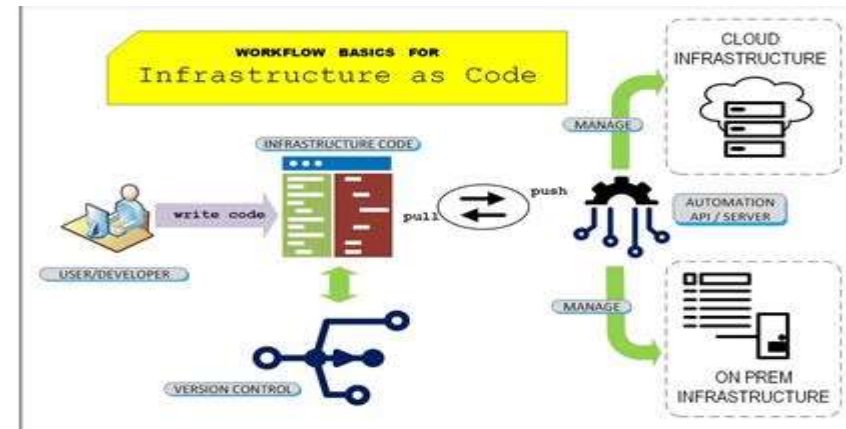 WORKFLOW BASICS FOR
Infrastructure as Code
CLOUD
INFRASTRUCTURE
MANAGE
INFRASTRUCTURE CODE
write code
pull
push
AUTOMATION
API / SERVER
USER/DEVELOPER
MANAGE
VERSION CONTROL
ON PREM
INFRASTRUCTURE